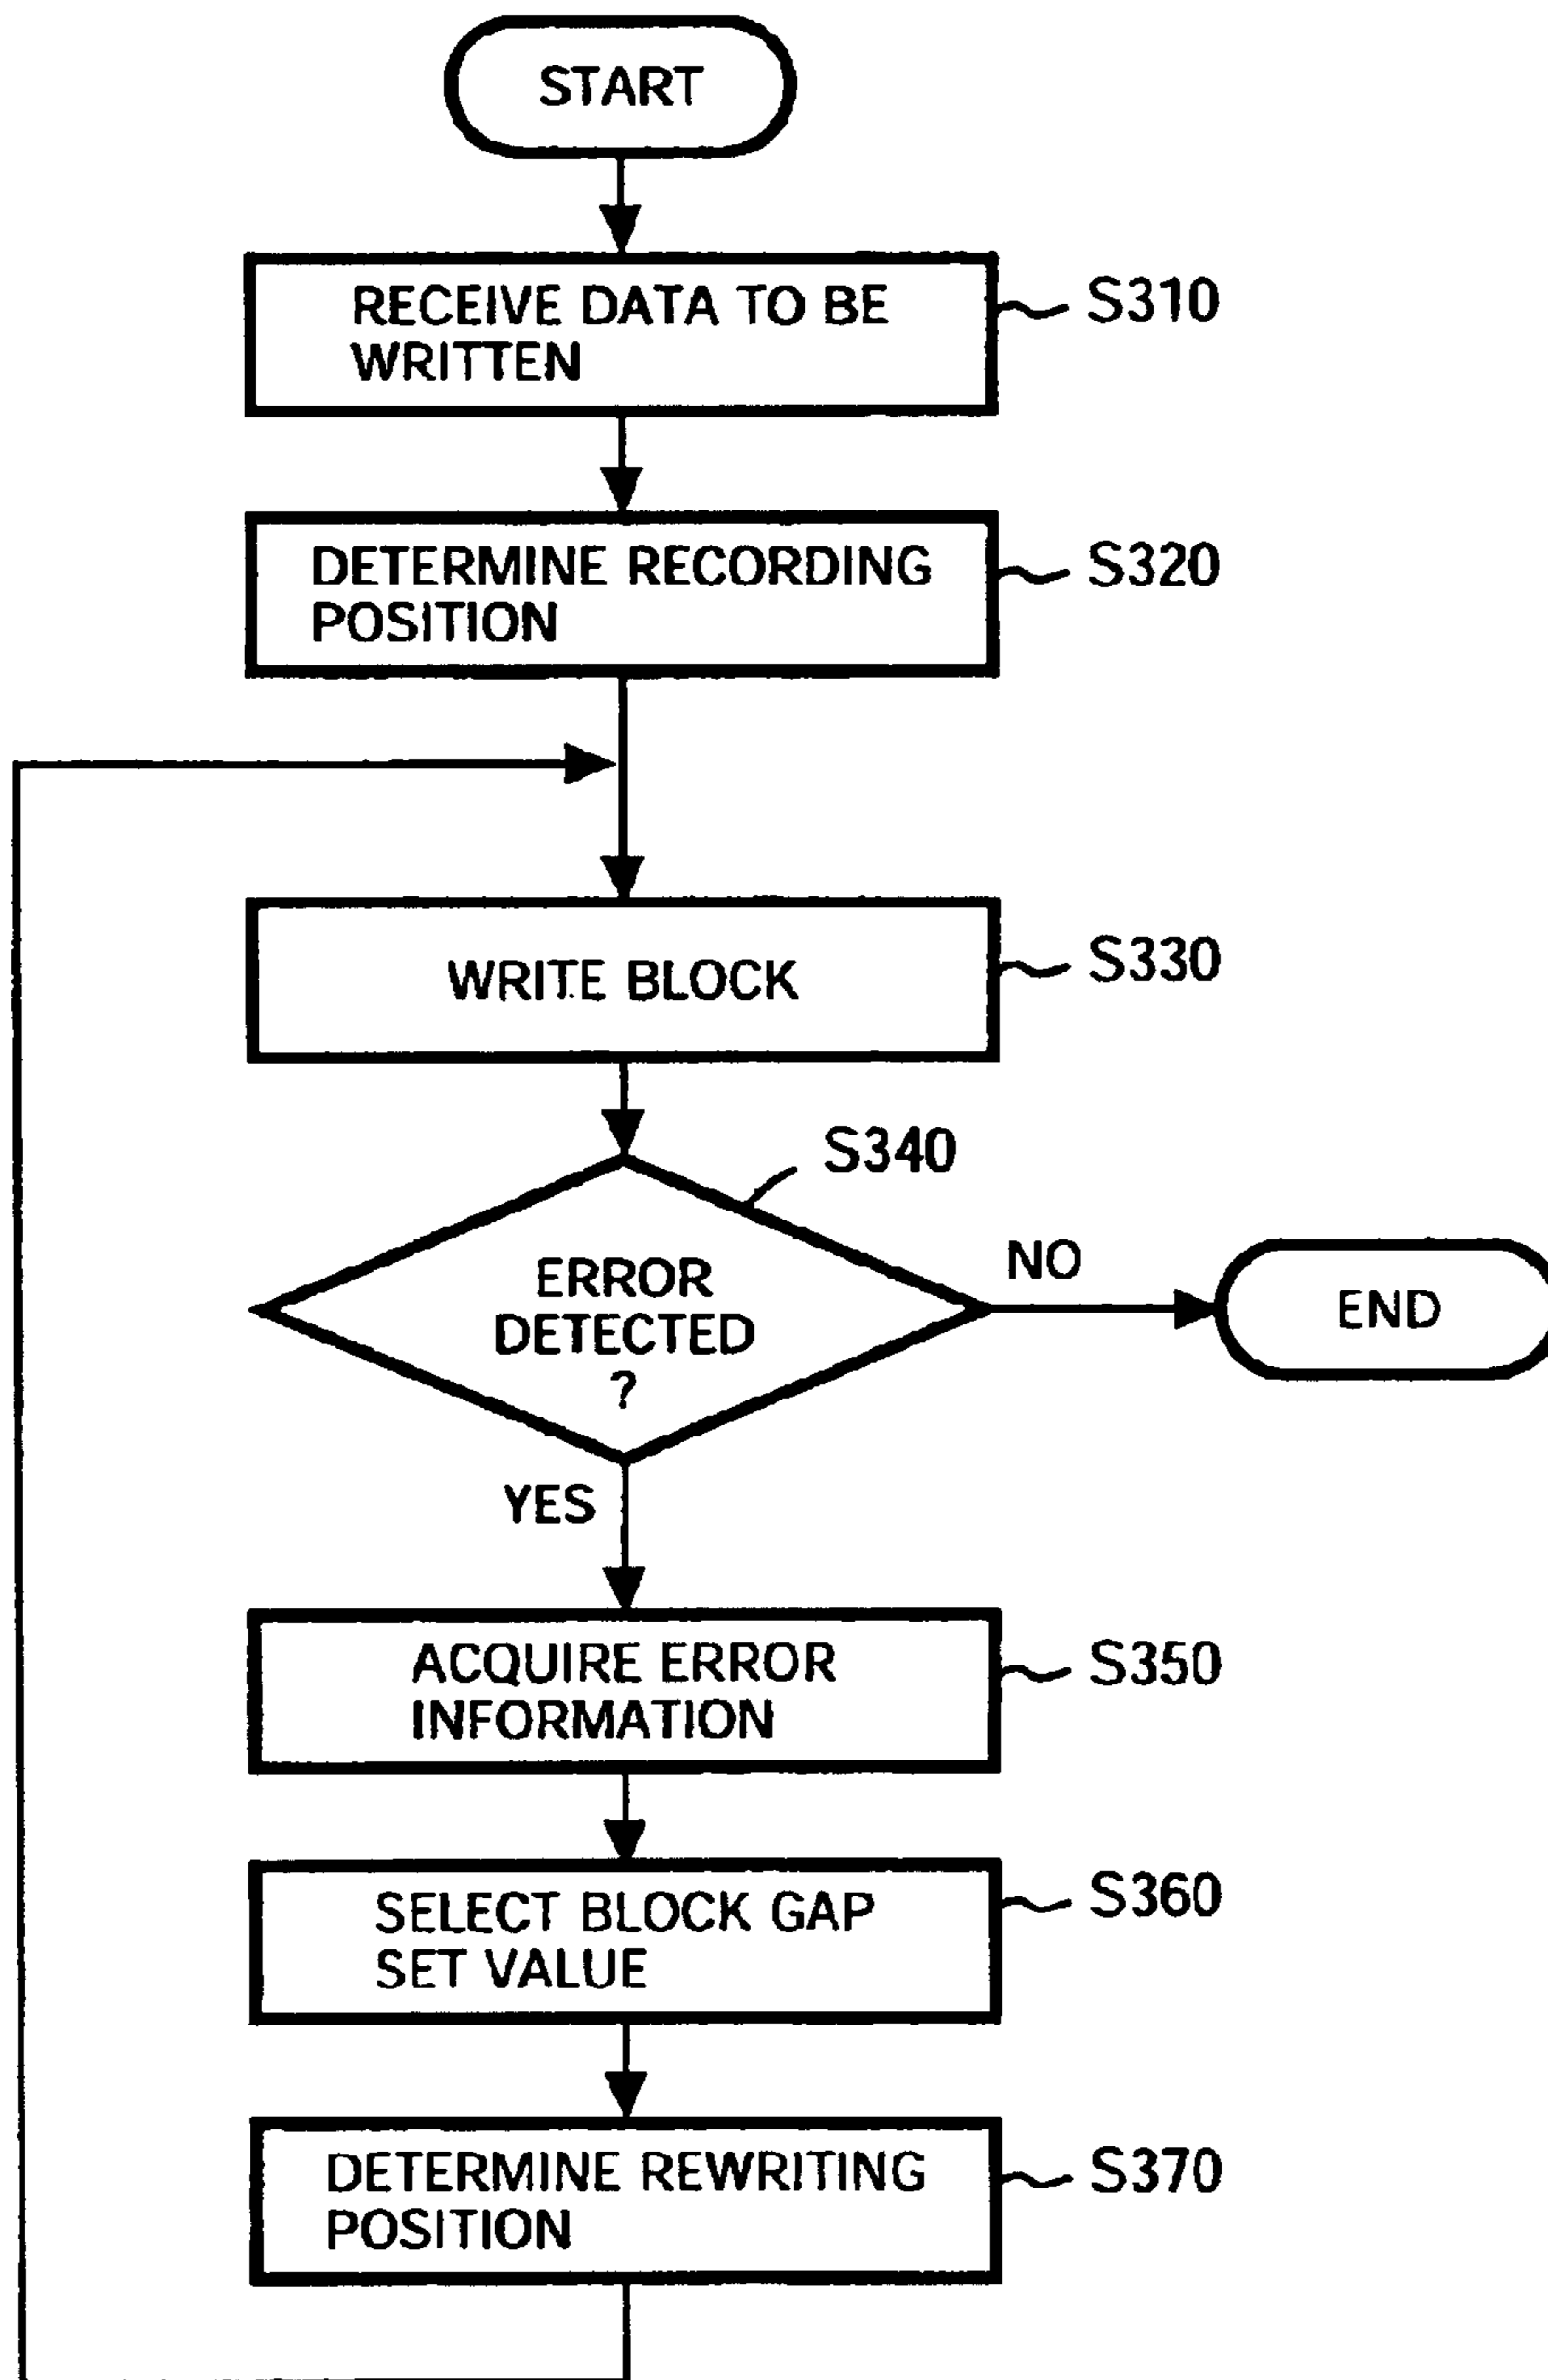 START
RECEIVE DATA TO BE
WRITTEN
S310
DETERMINE RECORDING
POSITION
S320
WRITE BLOCK
S330
S340
ERROR
DETECTED
?
NO
END
YES
ACQUIRE ERROR
INFORMATION
S350
SELECT BLOCK GAP
SET VALUE
S360
DETERMINE REWRITING
POSITION
S370